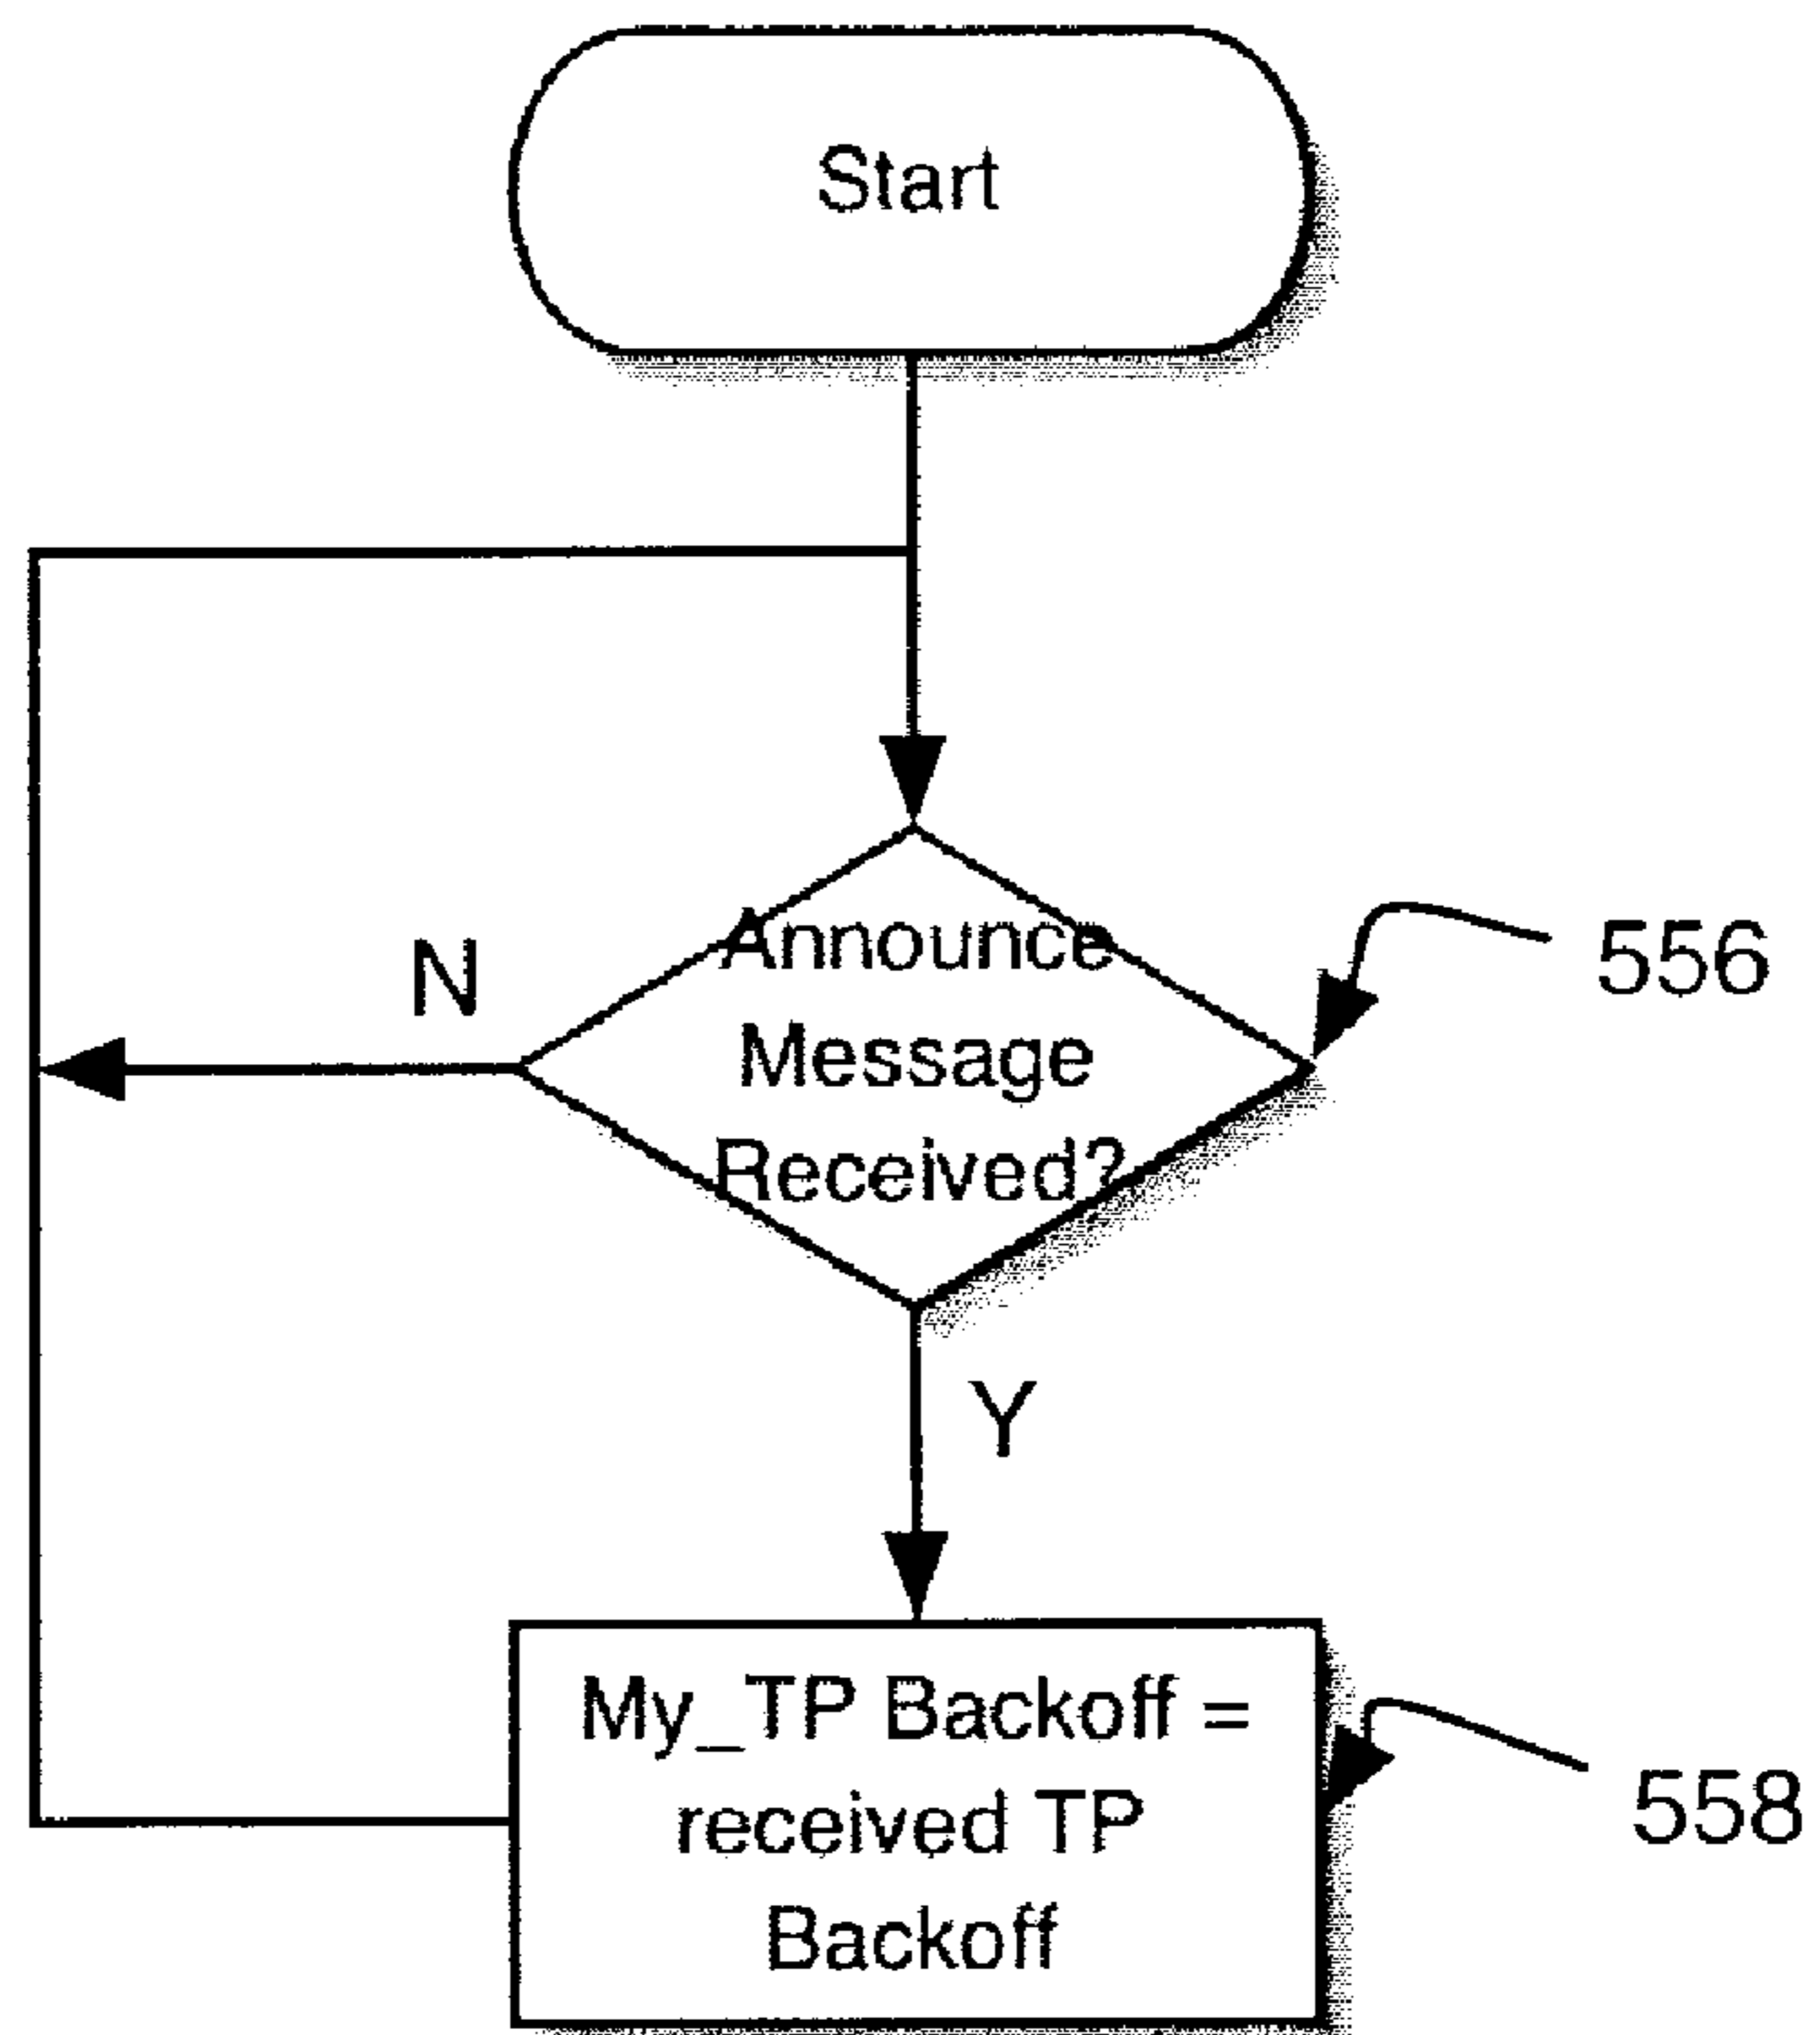 Start
N
Announce
Message
Received?
556
Y
My_TP Backoff =
received TP
Backoff
558